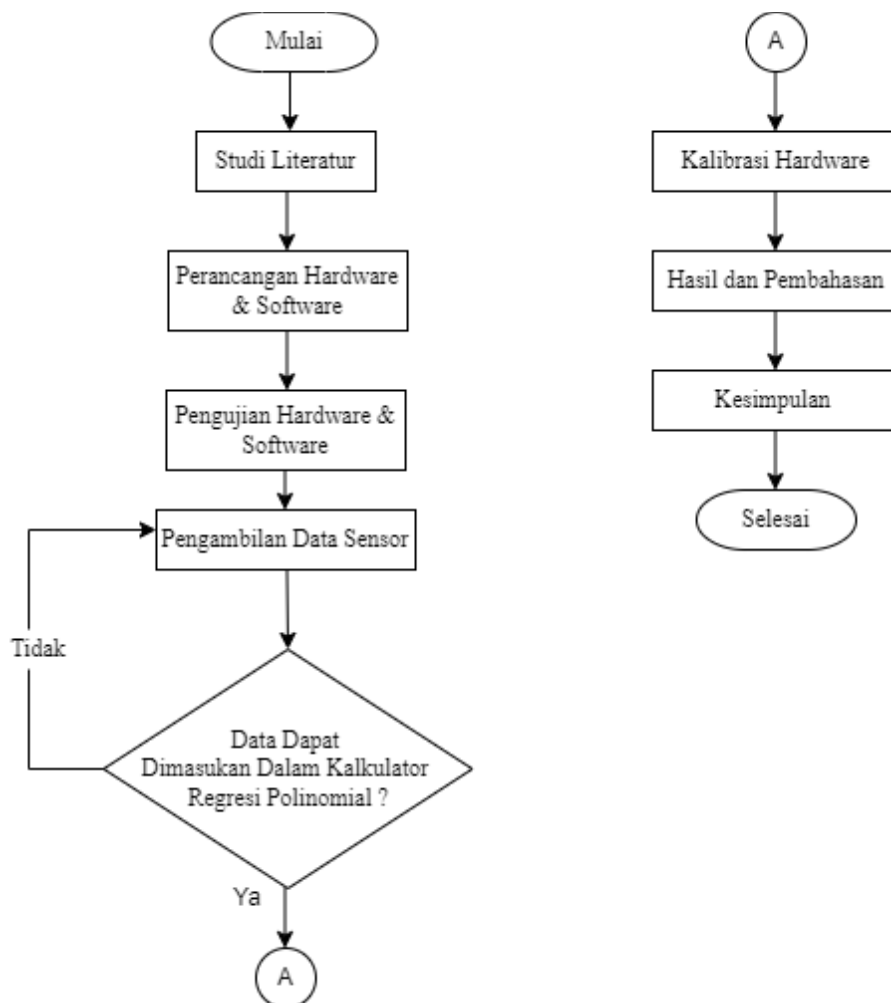 Mulai
Studi Literatur
Perancangan Hardware
& Software
Pengujian Hardware &
Software
Pengambilan Data Sensor
Tidak
Data Dapat
Dimasukan Dalam Kalkulator
Regresi Polinomial ?
Ya
A
A
Kalibrasi Hardware
Hasil dan Pembahasan
Kesimpulan
Selesai